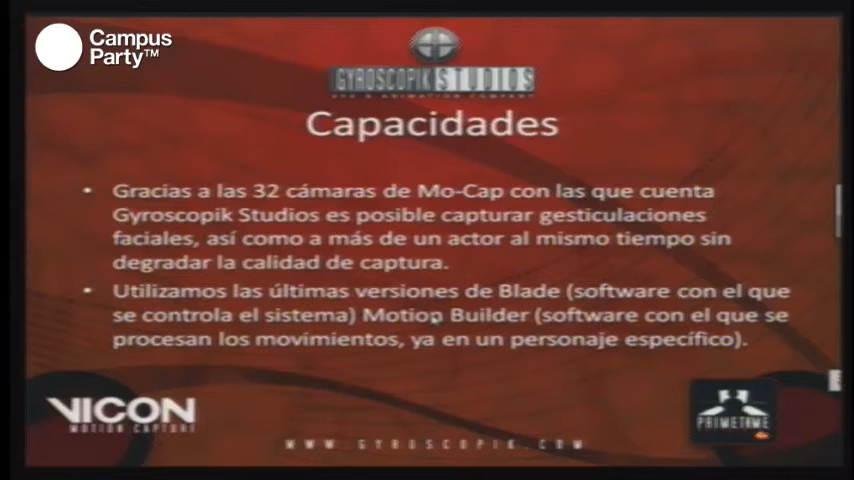 Campus
Party™
GYROSCOPIK STUDIOS
Capacidades
• Gracias a las 32 cámaras de Mo-Cap con las que cuenta
Gyroscopik Studios es posible capturar gesticulaciones
faciales, así como a más de un actor al mismo tiempo sin
degradar la calidad de captura.
• Utilizamos las últimas versiones de Blade (software con el que
se controla el sistema) Motion Builder (software con el que se
procesan los movimientos, ya en un personaje específico).
VICON
MOTION CAPTURE
WWW.GYROSCOPIK.COM